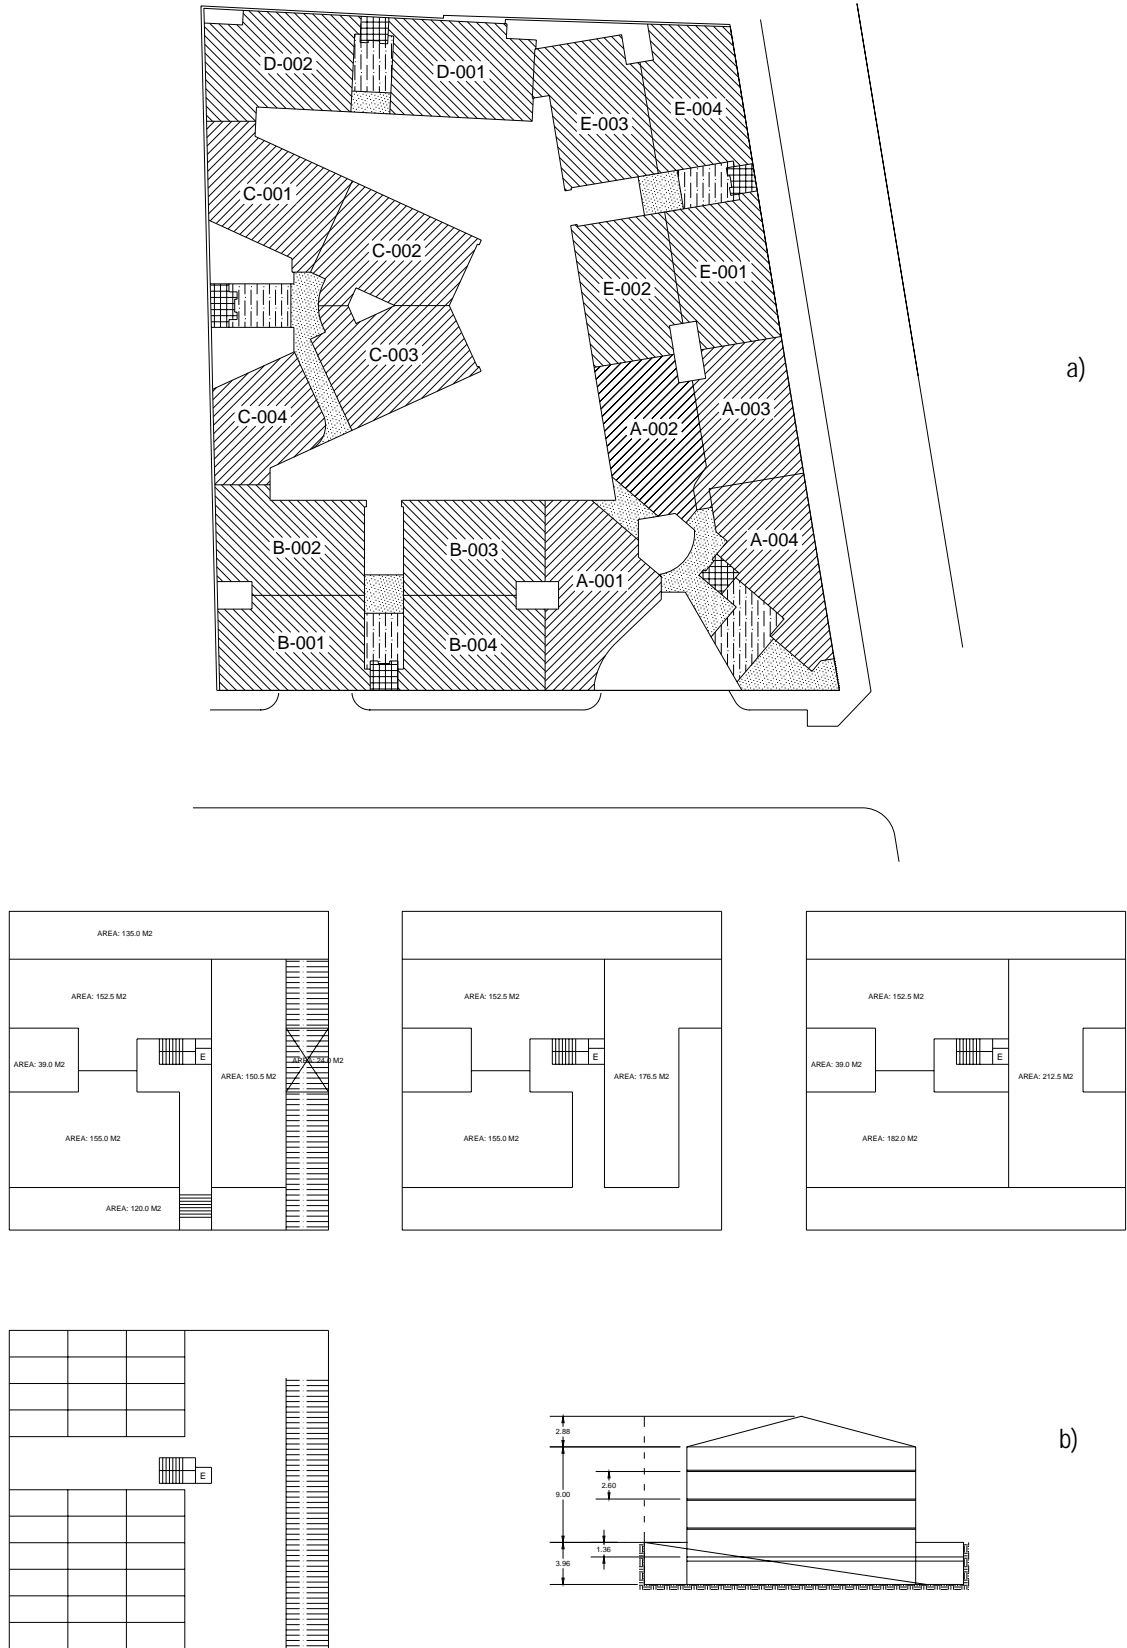 D-002
D-001
E-004
E-003
C-001
C-002
E-001
E-002
C-003
a)
A-003
C-004
A-002
A-004
B-002
B-003
A-001
B-001
B-004
AREA: 135.0 M2
AREA: 152.5 M2
AREA: 39.0 M2
E
AREA: 24.0 M2
AREA: 150.5 M2
AREA: 155.0 M2
AREA: 120.0 M2
AREA: 152.5 M2
E
AREA: 176.5 M2
AREA: 155.0 M2
AREA: 152.5 M2
AREA: 39.0 M2
E
AREA: 212.5 M2
AREA: 182.0 M2
E
2.88
b)
2.60
9.00
1.36
3.96